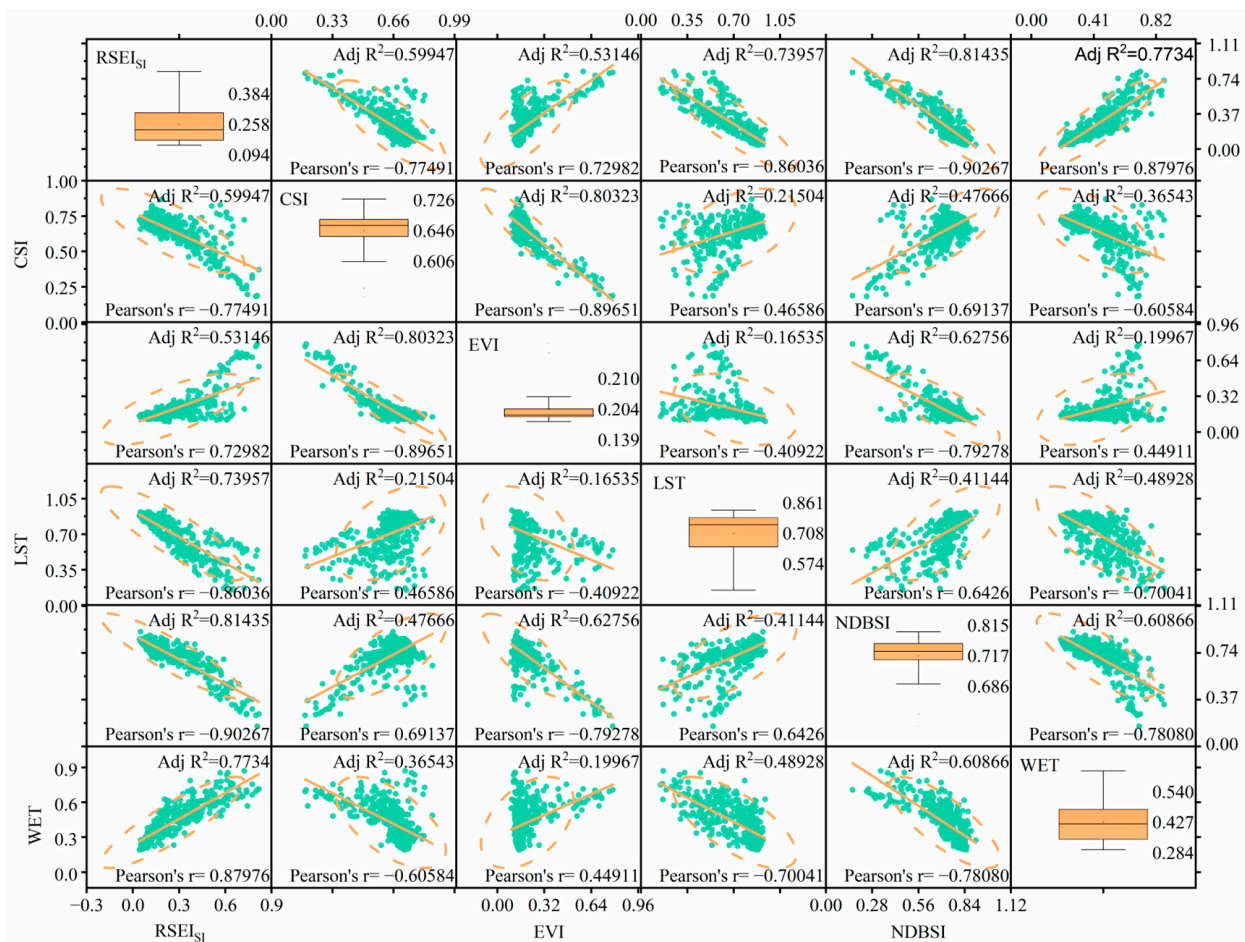 0.00 0.33 0.66 0.99 0.00 0.35 0.70 1.05 0.00 0.41 0.82
RSEI_SI
0.384
0.258
0.094
Adj R²=0.59947
Pearson's r= −0.77491
Adj R²=0.53146
Pearson's r= 0.72982
Adj R²=0.73957
Pearson's r= −0.86036
Adj R²=0.81435
Pearson's r= −0.90267
Adj R²=0.7734
Pearson's r= 0.87976
1.11
0.74
0.37
0.00
CSI
1.00
0.75
0.50
0.25
0.00
Adj R²=0.59947
Pearson's r= −0.77491
CSI
0.726
0.646
0.606
Adj R²=0.80323
Pearson's r= −0.89651
Adj R²=0.21504
Pearson's r= 0.46586
Adj R²=0.47666
Pearson's r= 0.69137
Adj R²=0.36543
Pearson's r= −0.60584
Adj R²=0.53146
Pearson's r= 0.72982
Adj R²=0.80323
Pearson's r= −0.89651
EVI
0.210
0.204
0.139
Adj R²=0.16535
Pearson's r= −0.40922
Adj R²=0.62756
Pearson's r= −0.79278
Adj R²=0.19967
Pearson's r= 0.44911
0.96
0.64
0.32
0.00
LST
1.05
0.70
0.35
0.00
Adj R²=0.73957
Pearson's r= −0.86036
Adj R²=0.21504
Pearson's r= 0.46586
Adj R²=0.16535
Pearson's r= −0.40922
LST
0.861
0.708
0.574
Adj R²=0.41144
Pearson's r= 0.6426
Adj R²=0.48928
Pearson's r= −0.70041
Adj R²=0.81435
Pearson's r= −0.90267
Adj R²=0.47666
Pearson's r= 0.69137
Adj R²=0.62756
Pearson's r= −0.79278
Adj R²=0.41144
Pearson's r= 0.6426
NDBSI
0.815
0.717
0.686
Adj R²=0.60866
Pearson's r= −0.78080
1.11
0.74
0.37
0.00
WET
0.9
0.6
0.3
0.0
Adj R²=0.7734
Pearson's r= 0.87976
Adj R²=0.36543
Pearson's r= −0.60584
Adj R²=0.19967
Pearson's r= 0.44911
Adj R²=0.48928
Pearson's r= −0.70041
Adj R²=0.60866
Pearson's r= −0.78080
WET
0.540
0.427
0.284
−0.3 0.0 0.3 0.6 0.9 0.00 0.32 0.64 0.96 0.00 0.28 0.56 0.84 1.12
RSEI_SI EVI NDBSI